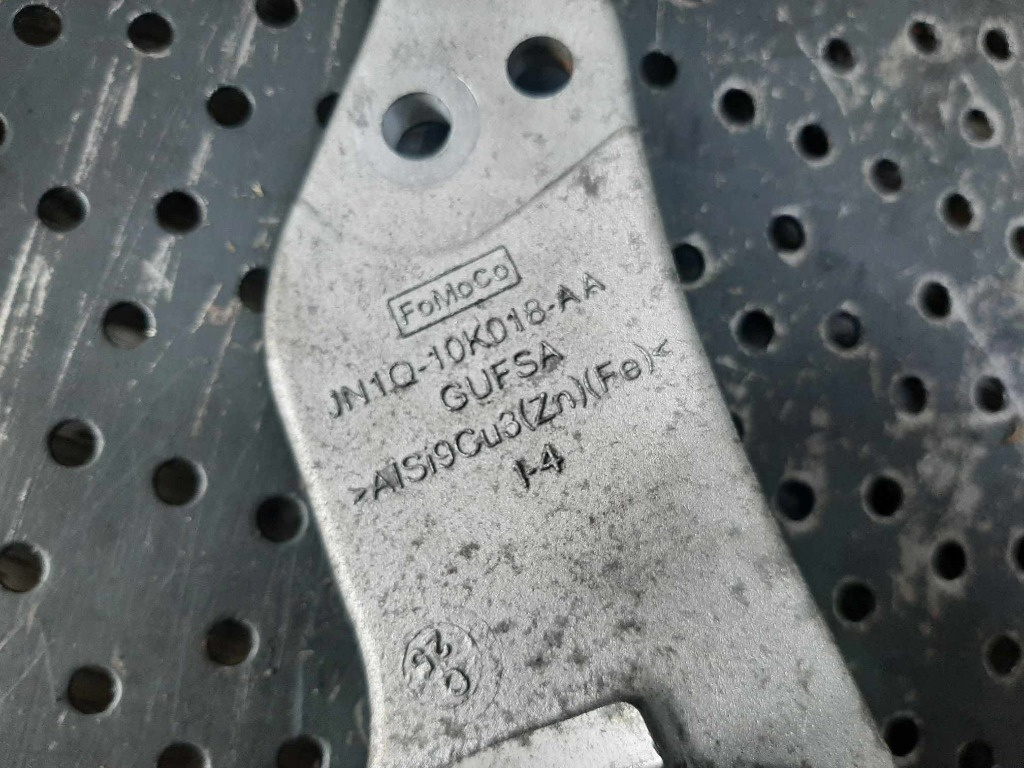 FoMoCo
JN1Q-10K018-AA
GUFSA
>AlSi9Cu3(Zn)(Fe)<
I-4